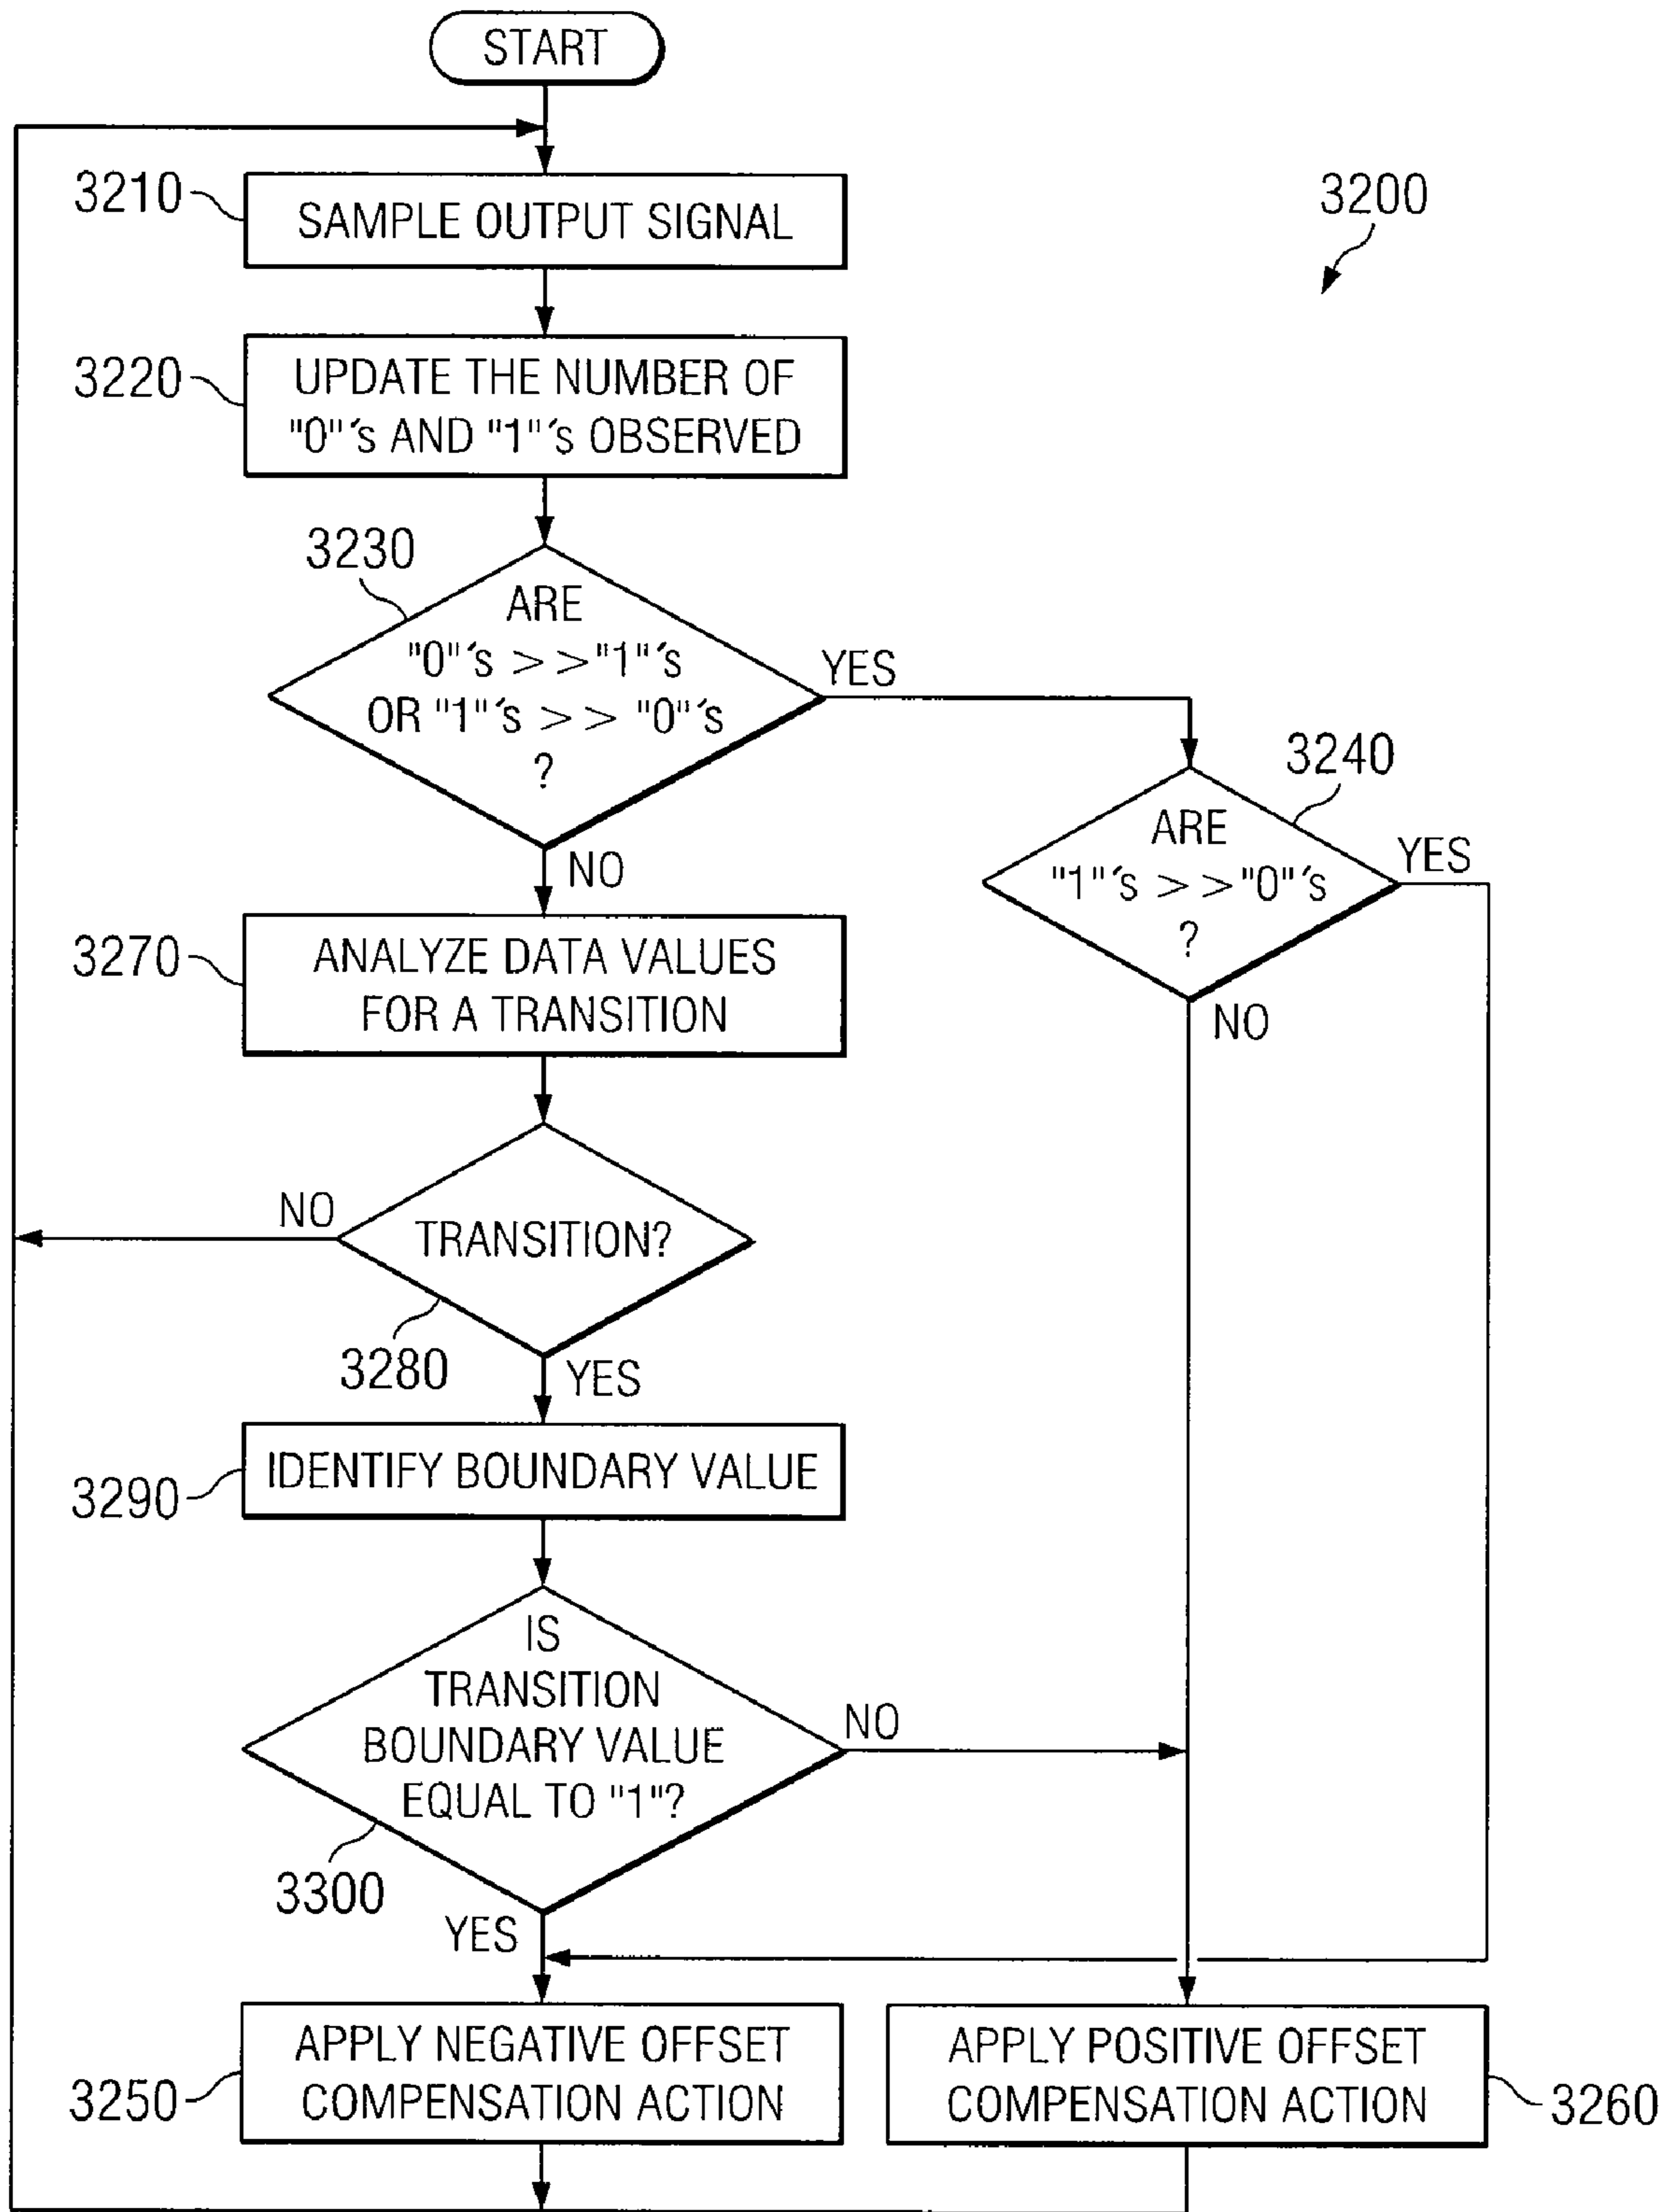 START
3210
SAMPLE OUTPUT SIGNAL
3200
3220
UPDATE THE NUMBER OF
"0"'s AND "1"'s OBSERVED
3230
ARE
"0"'s >>"1"'s
OR "1"'s >> "0"'s
?
YES
NO
3240
ARE
"1"'s >>"0"'s
?
YES
NO
3270
ANALYZE DATA VALUES
FOR A TRANSITION
NO
TRANSITION?
3280
YES
3290
IDENTIFY BOUNDARY VALUE
IS
TRANSITION
BOUNDARY VALUE
EQUAL TO "1"?
NO
3300
YES
3250
APPLY NEGATIVE OFFSET
COMPENSATION ACTION
APPLY POSITIVE OFFSET
COMPENSATION ACTION
3260